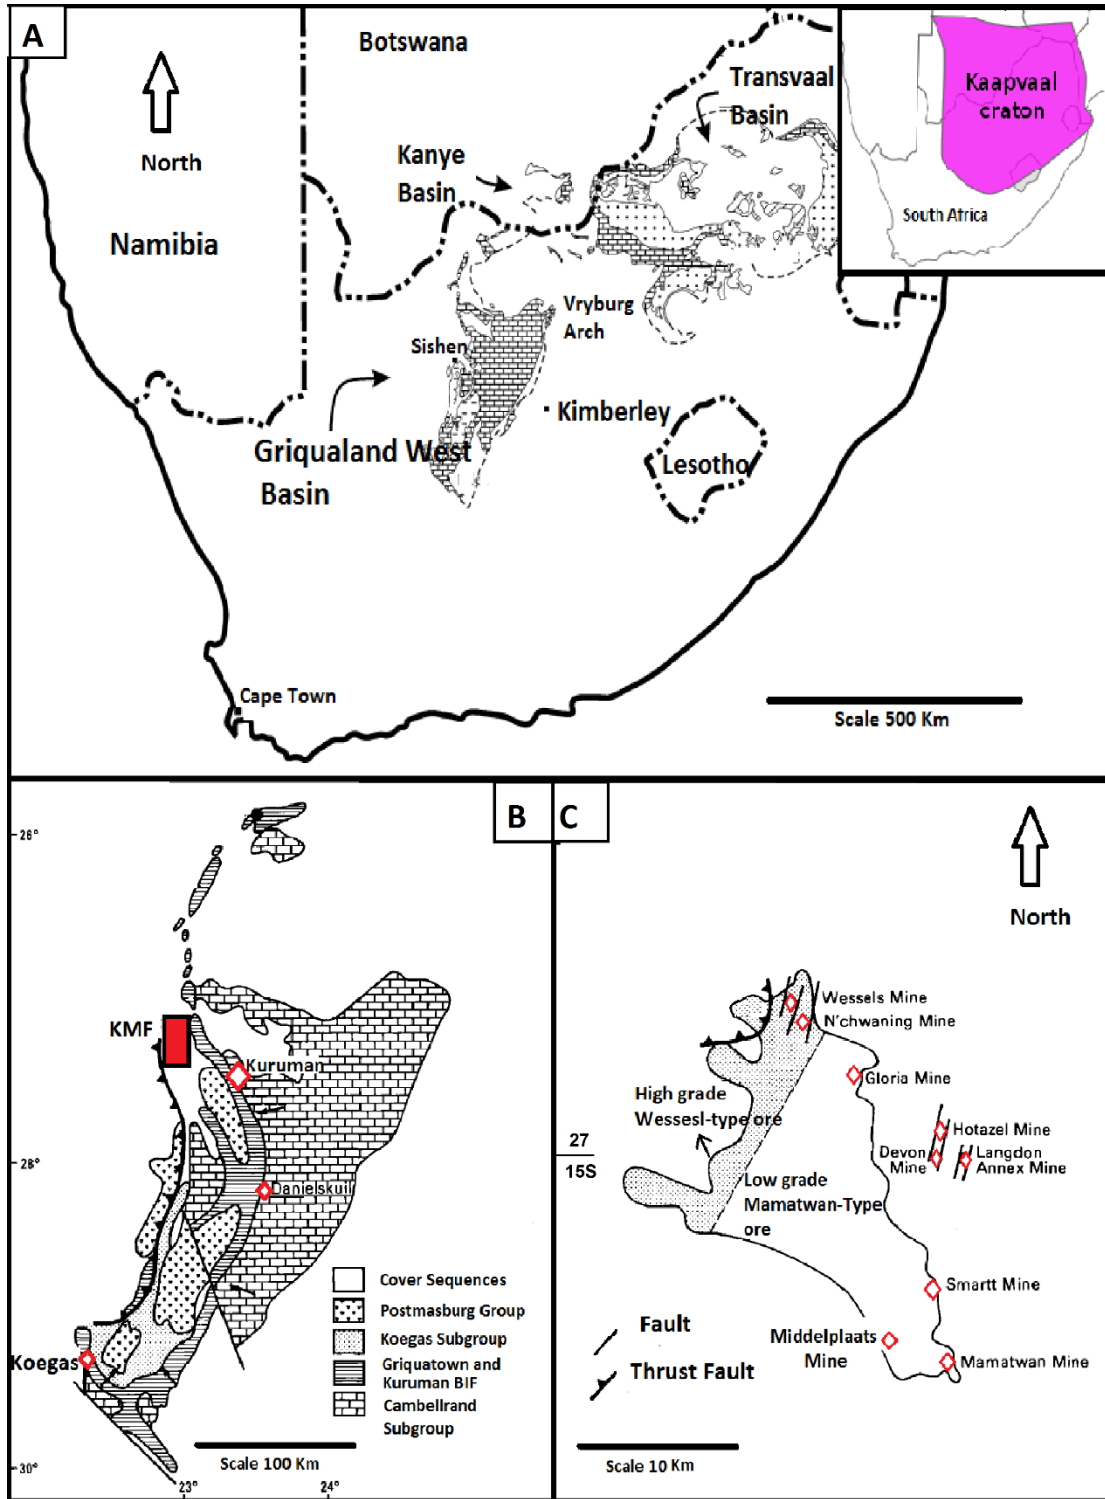 A
Botswana
Transvaal
Basin
Kaapvaal
craton
South Africa
North
Kanye
Basin
Namibia
Vryburg
Arch
Sishen
Kimberley
Griqualand West
Basin
Lesotho
Cape Town
Scale 500 Km
B
26°
KMF
Kuruman
28°
Danielskuil
Cover Sequences
Postmasburg Group
Koegas Subgroup
Griquatown and
Kuruman BIF
Cambellrand
Subgroup
Koegas
Scale 100 Km
30°
23°
24°
C
North
Wessels Mine
N'chwaning Mine
Gloria Mine
High grade
Wessesl-type ore
Hotazel Mine
Devon
Mine
Langdon
Annex Mine
27
15S
Low grade
Mamatwan-Type
ore
Smartt Mine
Middelplaats
Mine
Mamatwan Mine
Fault
Thrust Fault
Scale 10 Km